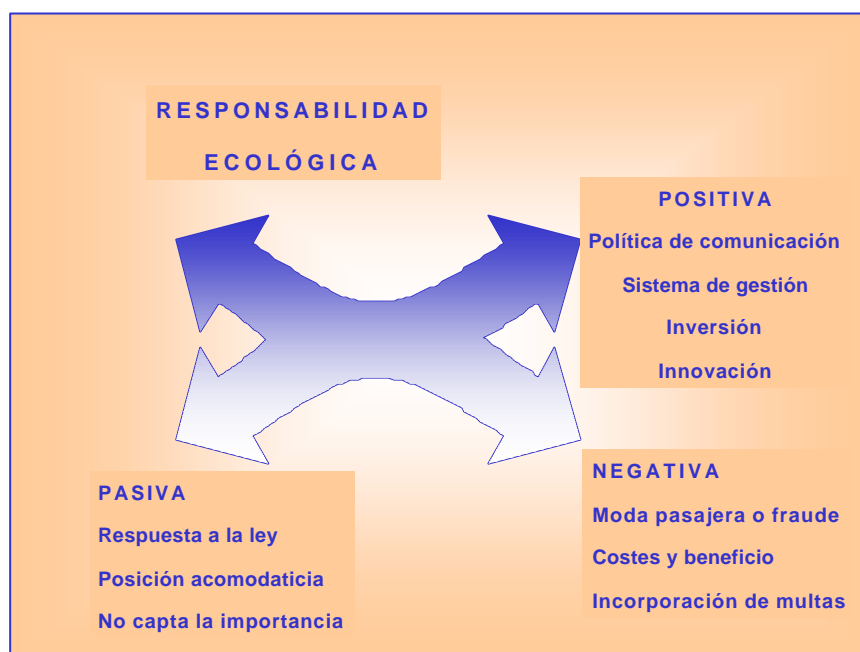 RESPONSABILIDAD
ECOLÓGICA
POSITIVA
Política de comunicación
Sistema de gestión
Inversión
Innovación
PASIVA
Respuesta a la ley
Posición acomodaticia
No capta la importancia
NEGATIVA
Moda pasajera o fraude
Costes y beneficio
Incorporación de multas